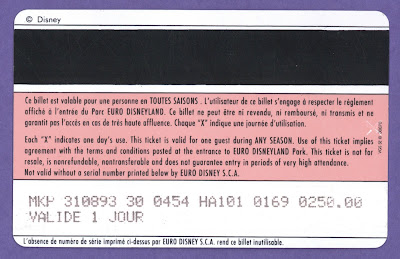 © Disney
Ce billet est valable pour une personne en TOUTES SAISONS. L'utilisateur de ce billet s'engage à respecter le règlement
affiché à l'entrée du Parc EURO DISNEYLAND. Ce billet ne peut être ni revendu, ni remboursé, ni transmis et ne
garantit pas l'accès en cas de très haute affluence. Chaque "X" indique une journée d'utilisation.
Each "X" indicates one day's use. This ticket is valid for one guest during ANY SEASON. Use of this ticket implies
agreement with the terms and conditions posted at the entrance to EURO DISNEYLAND Park. This ticket is not for
resale, is nonrefundable, nontransferable and does not guarantee entry in periods of very high attendance.
Not valid without a serial number printed below by EURO DISNEY S.C.A.
MKP 310893 30 0454 HA101 0169 0250.00
VALIDE 1 JOUR
L'absence de numéro de série imprimé ci-dessus par EURO DISNEY S.C.A. rend ce billet inutilisable.